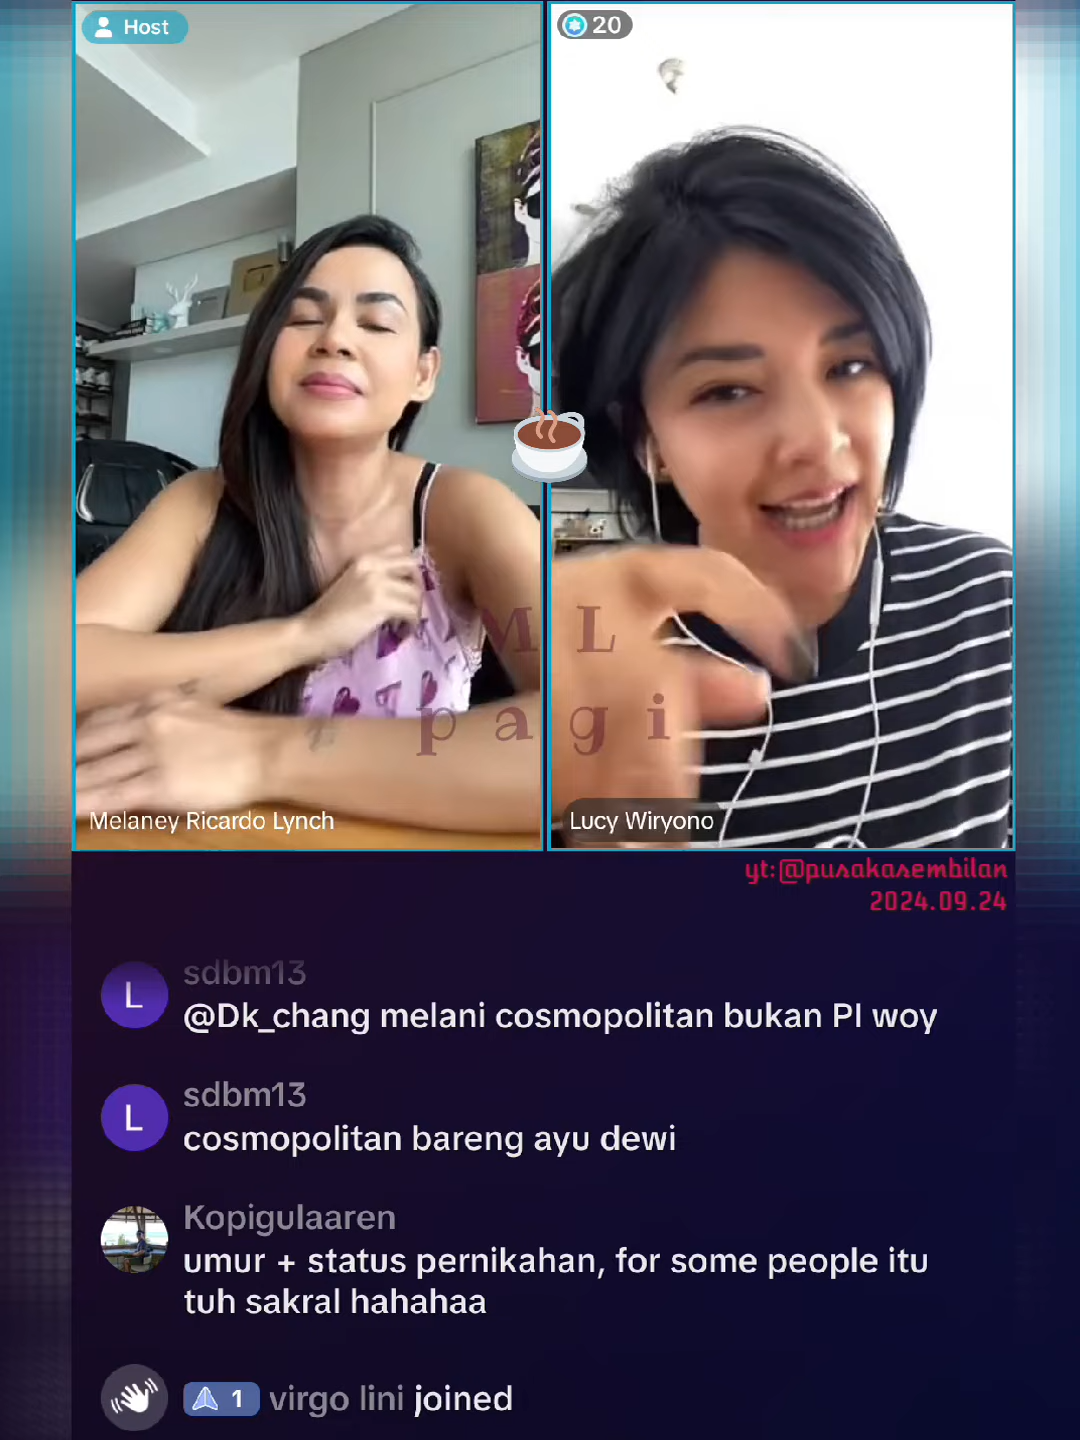 Host
20
M L
pagi
Melaney Ricardo Lynch
Lucy Wiryono
yt:@pusakasembilan
2024.09.24
L
sdbm13
@Dk_chang melani cosmopolitan bukan PI woy
L
sdbm13
cosmopolitan bareng ayu dewi
Kopigulaaren
umur + status pernikahan, for some people itu
tuh sakral hahahaa
1 virgo lini joined